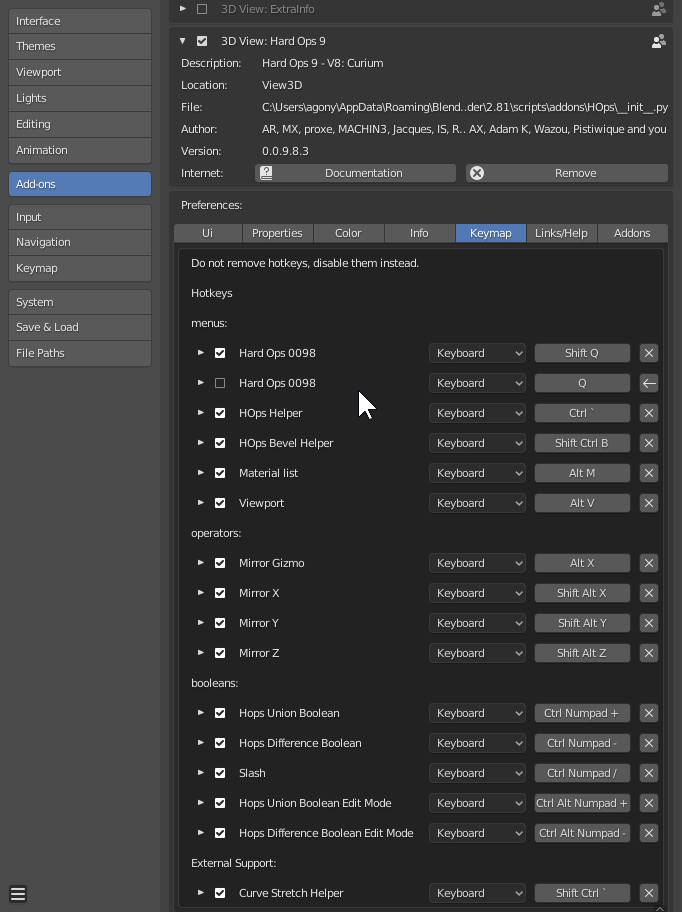 3D View: ExtraInfo
Interface
Themes
Viewport
Lights
Editing
Animation
Add-ons
Input
Navigation
Keymap
System
Save & Load
File Paths
3D View: Hard Ops 9
Description: Hard Ops 9 - V8: Curium
Location: View3D
File: C:\Users\agony\AppData\Roaming\Blend..der\2.81\scripts\addons\HOps\__init__.py
Author: AR, MX, proxe, MACHIN3, Jacques, IS, R.. AX, Adam K, Wazou, Pistiwique and you
Version: 0.0.9.8.3
Internet: Documentation Remove
Preferences:
Ui Properties Color Info Keymap Links/Help Addons
Do not remove hotkeys, disable them instead.
Hotkeys
menus:
Hard Ops 0098 Keyboard Shift Q
Hard Ops 0098 Keyboard Q
HOps Helper Keyboard Ctrl `
HOps Bevel Helper Keyboard Shift Ctrl B
Material list Keyboard Alt M
Viewport Keyboard Alt V
operators:
Mirror Gizmo Keyboard Alt X
Mirror X Keyboard Shift Alt X
Mirror Y Keyboard Shift Alt Y
Mirror Z Keyboard Shift Alt Z
booleans:
Hops Union Boolean Keyboard Ctrl Numpad +
Hops Difference Boolean Keyboard Ctrl Numpad -
Slash Keyboard Ctrl Numpad /
Hops Union Boolean Edit Mode Keyboard Ctrl Alt Numpad +
Hops Difference Boolean Edit Mode Keyboard Ctrl Alt Numpad -
External Support:
Curve Stretch Helper Keyboard Shift Ctrl `